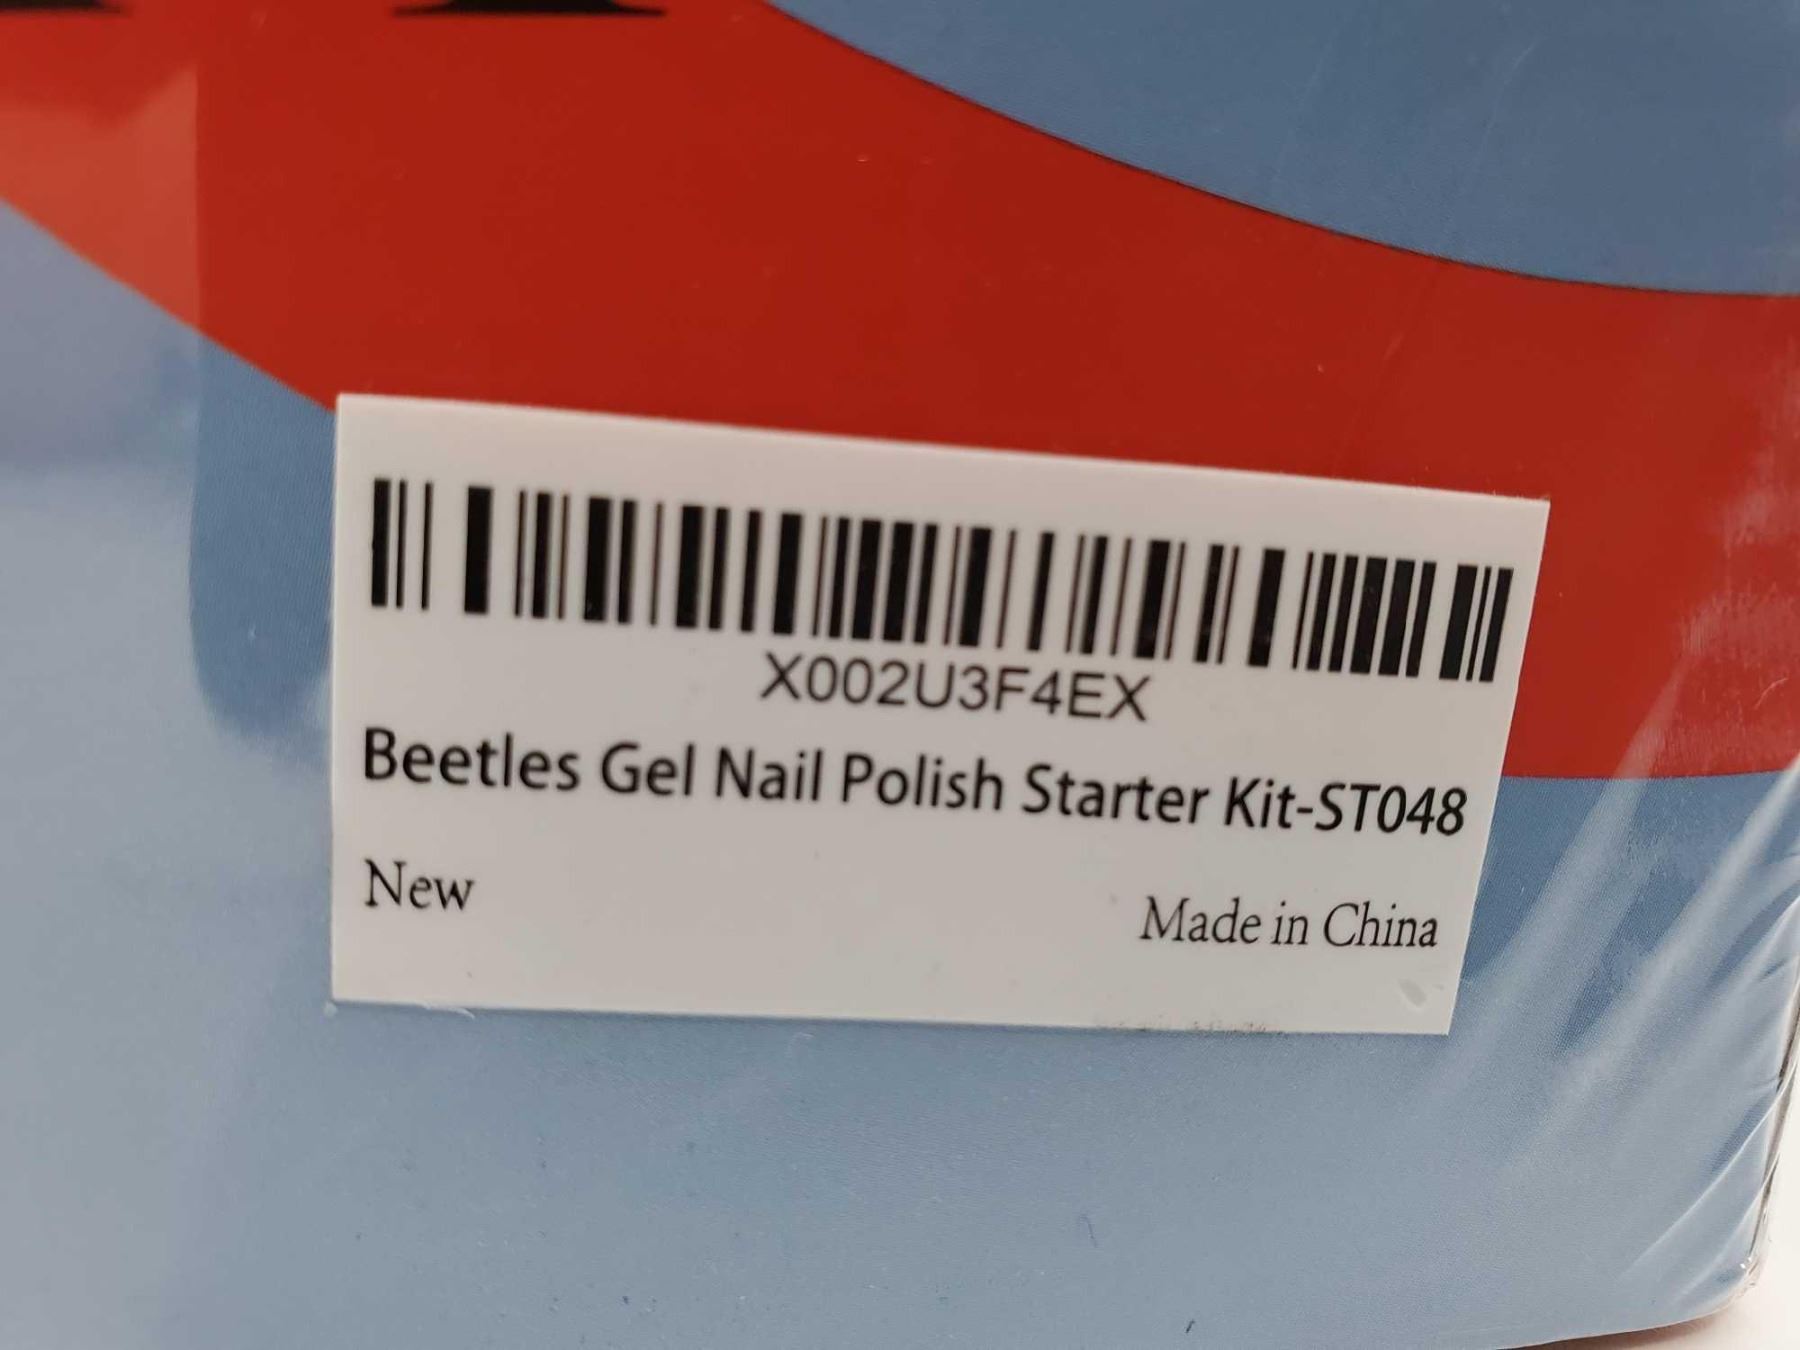 X002U3F4EX
Beetles Gel Nail Polish Starter Kit-ST048
New
Made in China